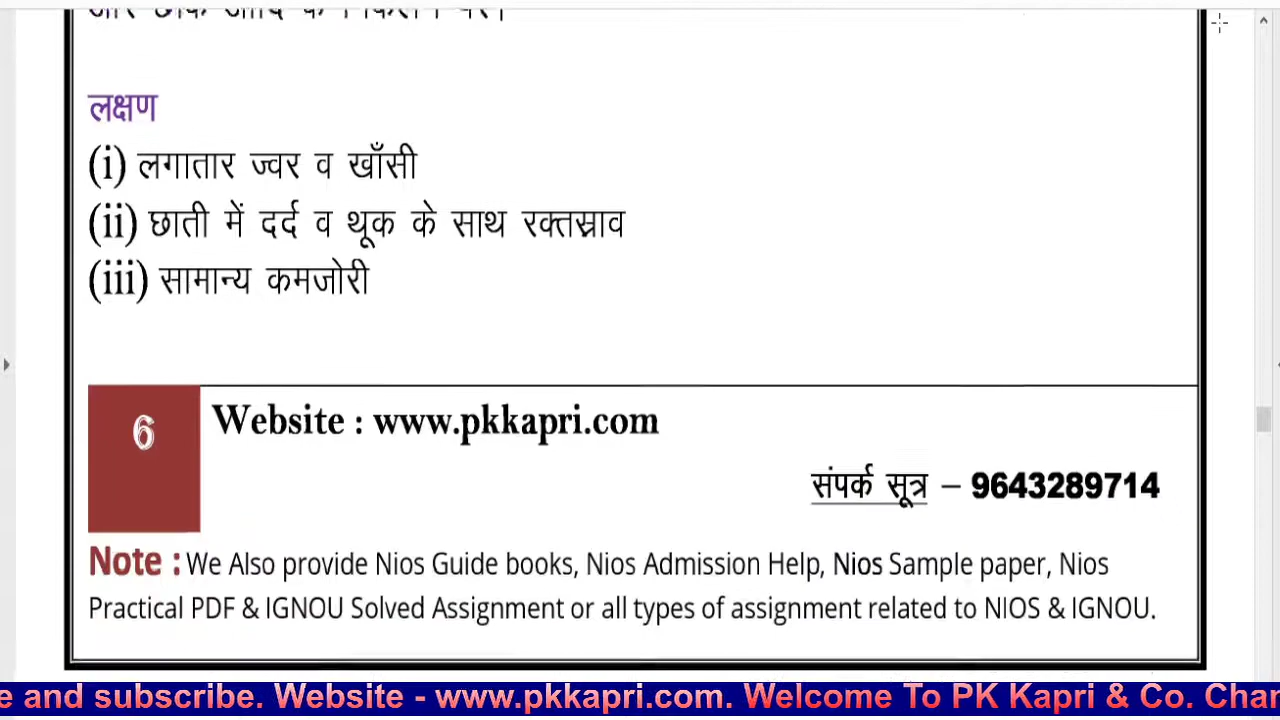 लक्षण
(i) लगातार ज्वर व खाँसी
(ii) छाती में दर्द व थूक के साथ रक्तस्राव
(iii) सामान्य कमजोरी
6
Website : www.pkkapri.com
संपर्क सूत्र – 9643289714
Note : We Also provide Nios Guide books, Nios Admission Help, Nios Sample paper, Nios
Practical PDF & IGNOU Solved Assignment or all types of assignment related to NIOS & IGNOU.
and subscribe. Website - www.pkkapri.com. Welcome To PK Kapri & Co.